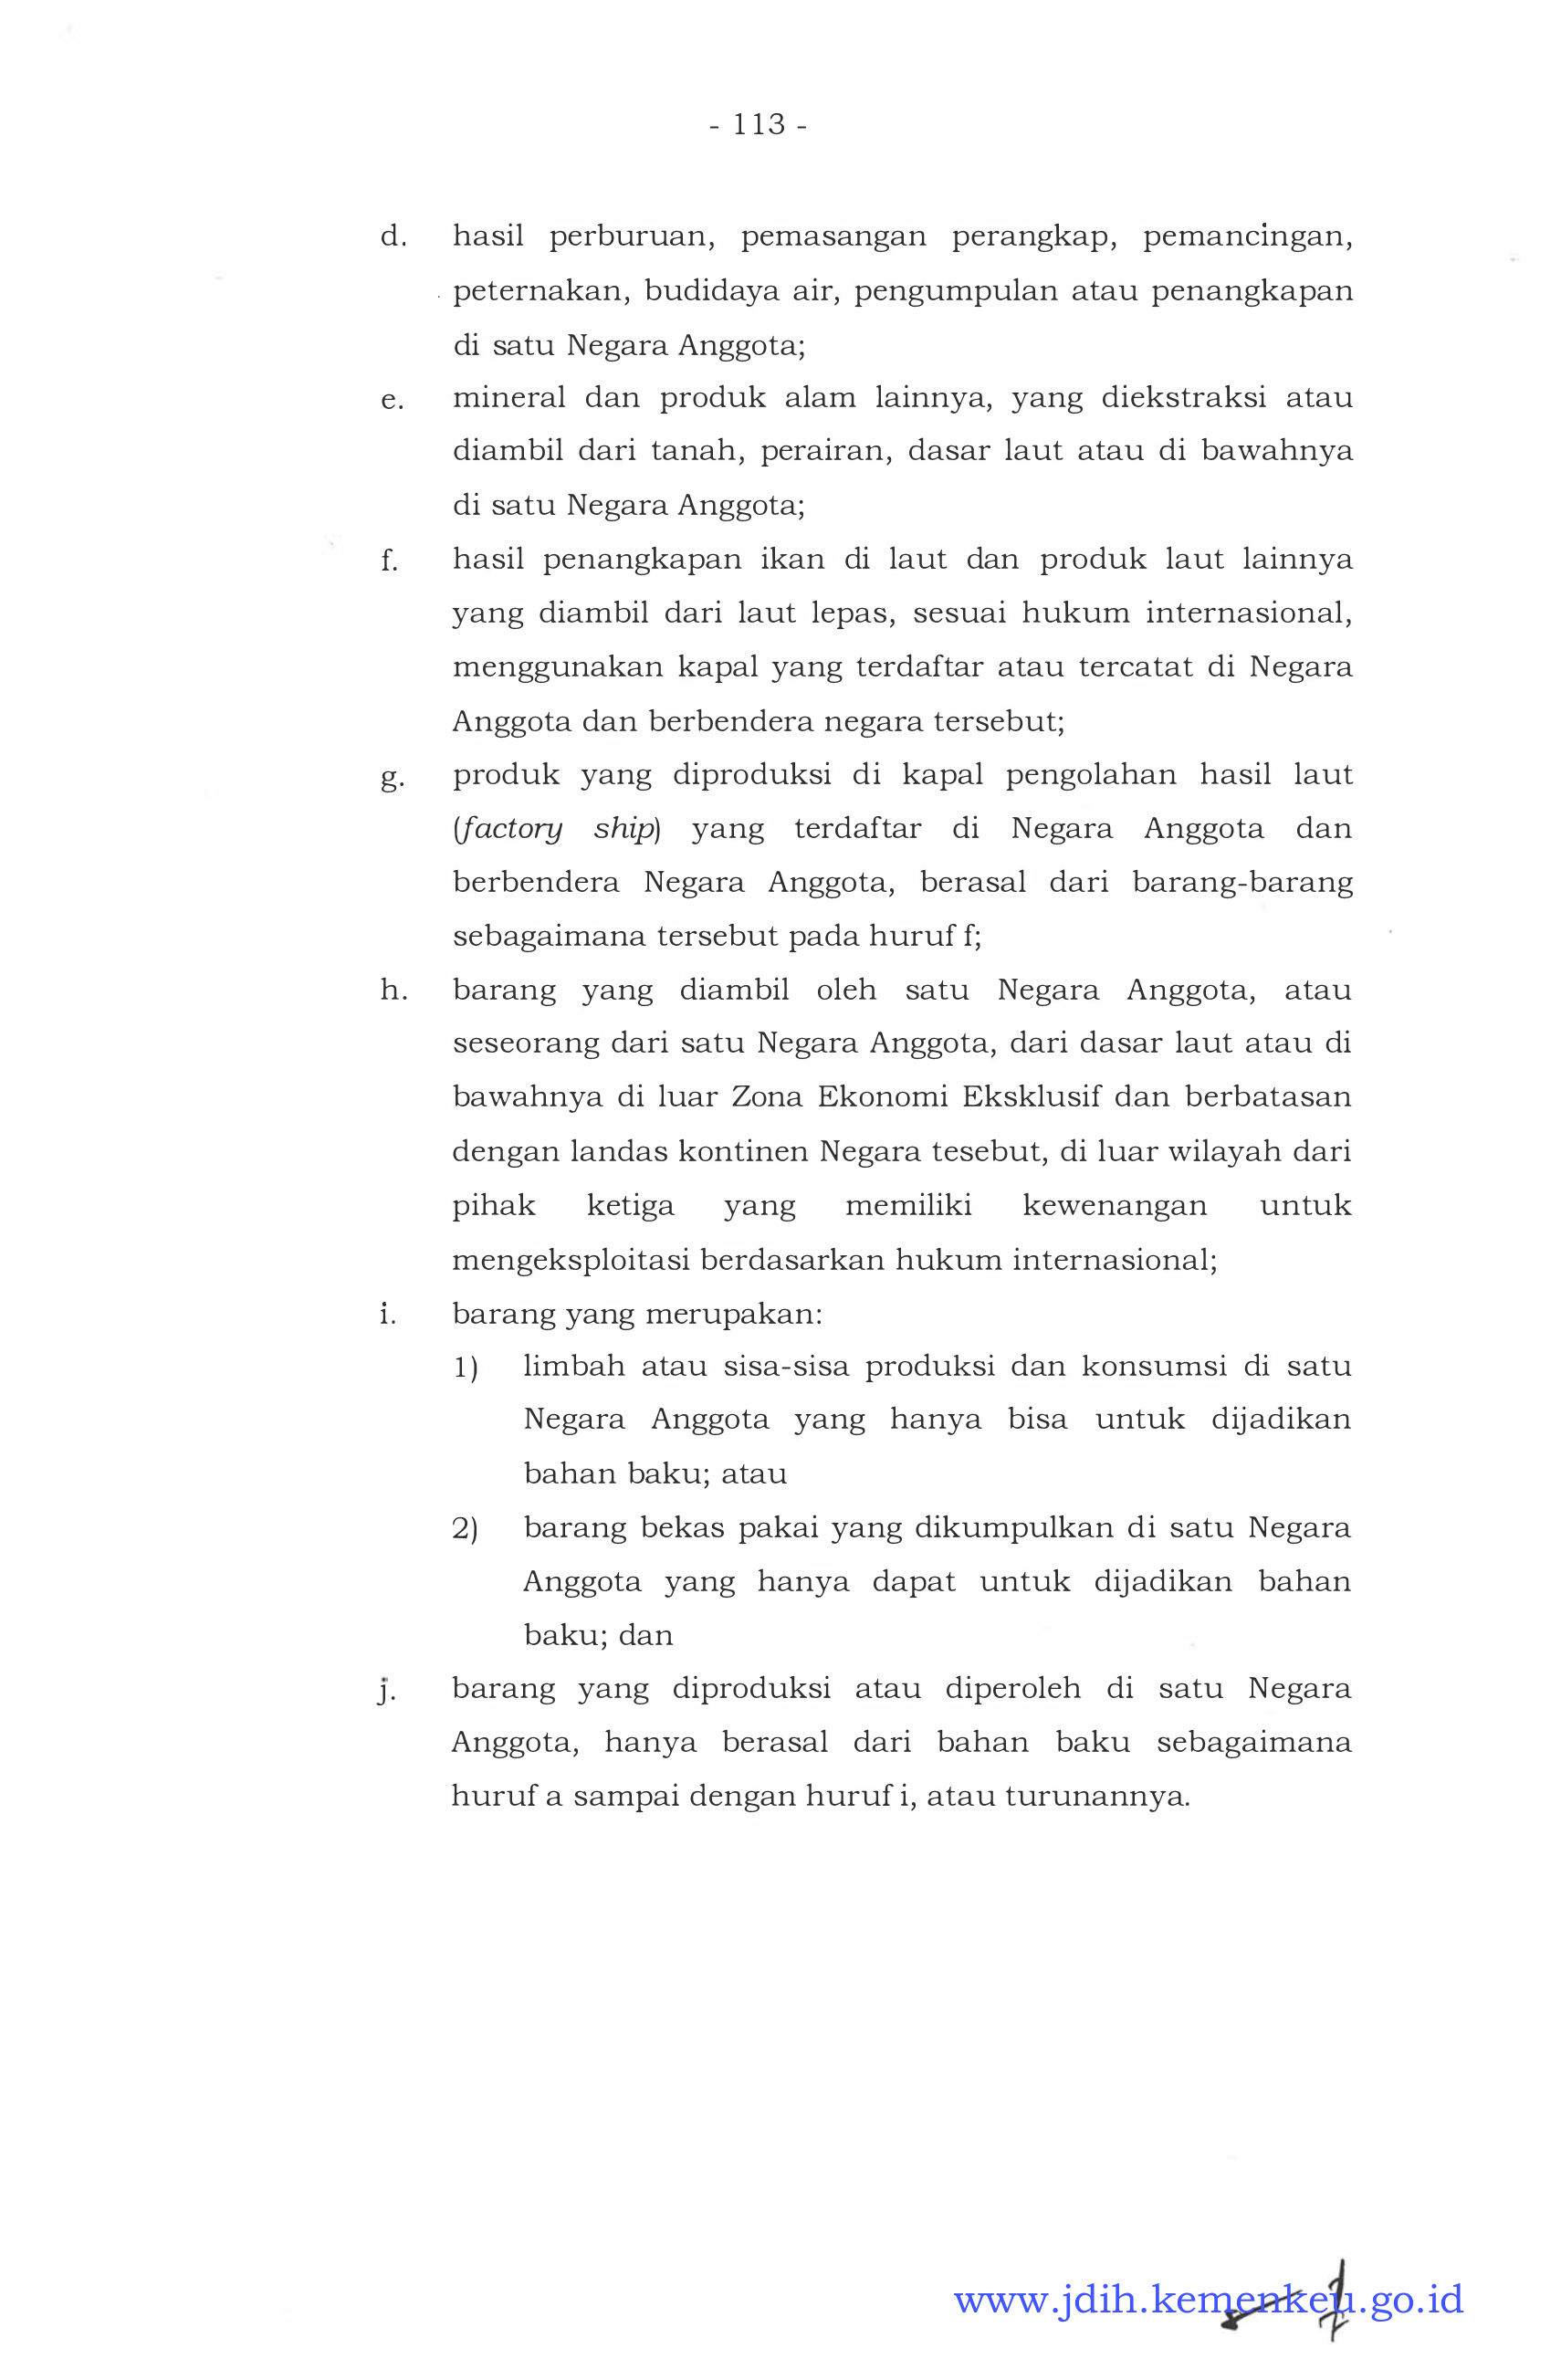 - 113 -
d. hasil perburuan, pemasangan perangkap, pemancingan,
peternakan, budidaya air, pengumpulan atau penangkapan
di satu Negara Anggota;
e. mineral dan produk alam lainnya, yang diekstraksi atau
diambil dari tanah, perairan, dasar laut atau di bawahnya
di satu Negara Anggota;
f. hasil penangkapan ikan di laut dan produk laut lainnya
yang diambil dari laut lepas, sesuai hukum internasional,
menggunakan kapal yang terdaftar atau tercatat di Negara
Anggota dan berbendera negara tersebut;
g. produk yang diproduksi di kapal pengolahan hasil laut
(factory ship) yang terdaftar di Negara Anggota dan
berbendera Negara Anggota, berasal dari barang-barang
sebagaimana tersebut pada huruf f;
h. barang yang diambil oleh satu Negara Anggota, atau
seseorang dari satu Negara Anggota, dari dasar laut atau di
bawahnya di luar Zona Ekonomi Eksklusif dan berbatasan
dengan landas kontinen Negara tesebut, di luar wilayah dari
pihak ketiga yang memiliki kewenangan untuk
mengeksploitasi berdasarkan hukum internasional;
i. barang yang merupakan:
1) limbah atau sisa-sisa produksi dan konsumsi di satu
Negara Anggota yang hanya bisa untuk dijadikan
bahan baku; atau
2) barang bekas pakai yang dikumpulkan di satu Negara
Anggota yang hanya dapat untuk dijadikan bahan
baku; dan
j. barang yang diproduksi atau diperoleh di satu Negara
Anggota, hanya berasal dari bahan baku sebagaimana
huruf a sampai dengan huruf i, atau turunannya.
www.jdih.kemenkeu.go.id